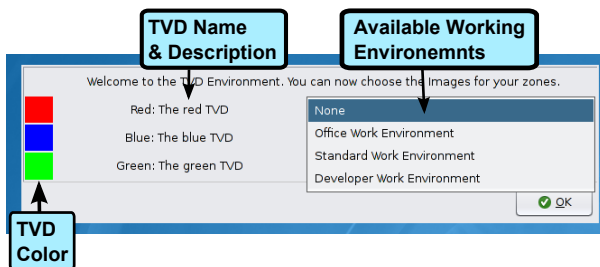 TVD Name
& Description
Available Working
Environemnts
Welcome to the TVD Environment. You can now choose the Images for your zones.
Red: The red TVD
None
Blue: The blue TVD
Office Work Environment
Green: The green TVD
Standard Work Environment
Developer Work Environment
OK
TVD
Color